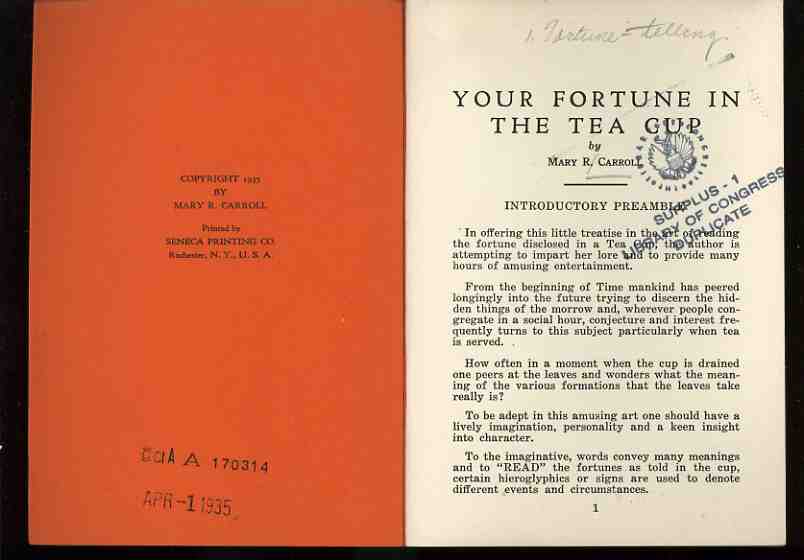 COPYRIGHT 1935
BY
MARY R. CARROLL
Printed by
SENECA PRINTING CO.
Rochester, N. Y., U. S. A.
A 170314
APR -1 1935
1. Fortune-telling.
YOUR FORTUNE IN
THE TEA CUP
by
MARY R. CARROLL
SURPLUS - 1
LIBRARY OF CONGRESS
DUPLICATE
INTRODUCTORY PREAMBLE
In offering this little treatise in the art of reading
the fortune disclosed in a Tea Cup, the author is
attempting to impart her lore and to provide many
hours of amusing entertainment.
From the beginning of Time mankind has peered
longingly into the future trying to discern the hid-
den things of the morrow and, wherever people con-
gregate in a social hour, conjecture and interest fre-
quently turns to this subject particularly when tea
is served.
How often in a moment when the cup is drained
one peers at the leaves and wonders what the mean-
ing of the various formations that the leaves take
really is?
To be adept in this amusing art one should have a
lively imagination, personality and a keen insight
into character.
To the imaginative, words convey many meanings
and to “READ” the fortunes as told in the cup,
certain hieroglyphics or signs are used to denote
different events and circumstances.
1